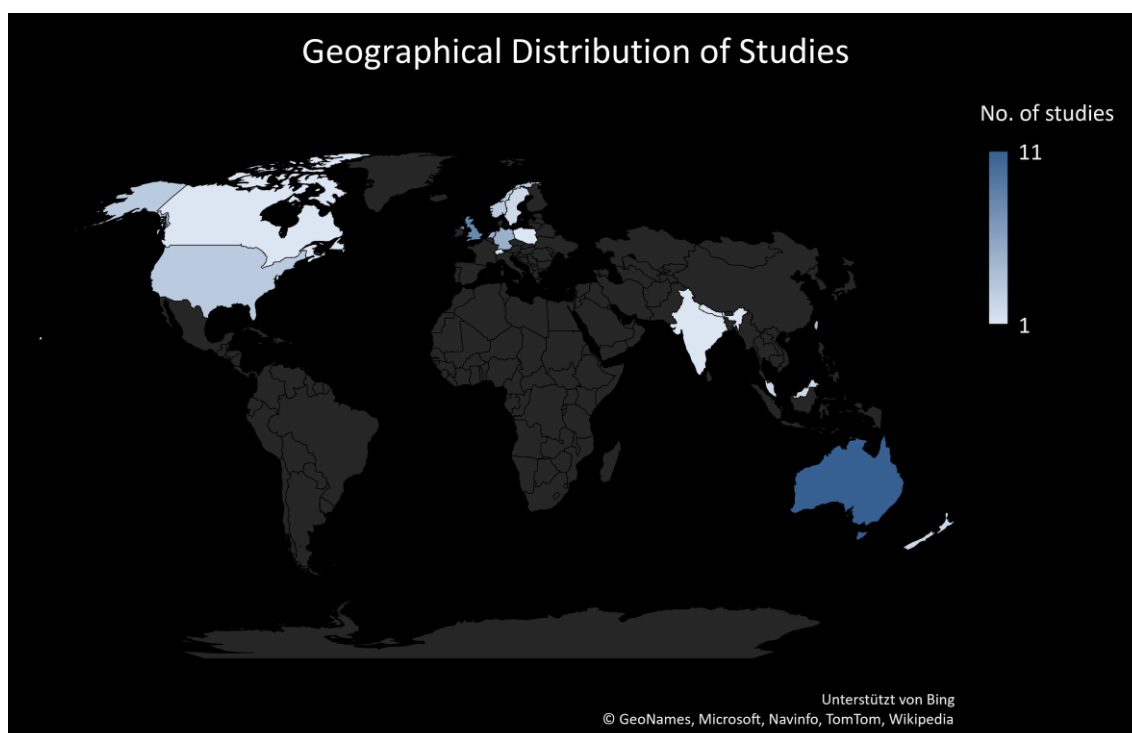 Geographical Distribution of Studies
No. of studies
11
1
Unterstützt von Bing
© GeoNames, Microsoft, Navinfo, TomTom, Wikipedia